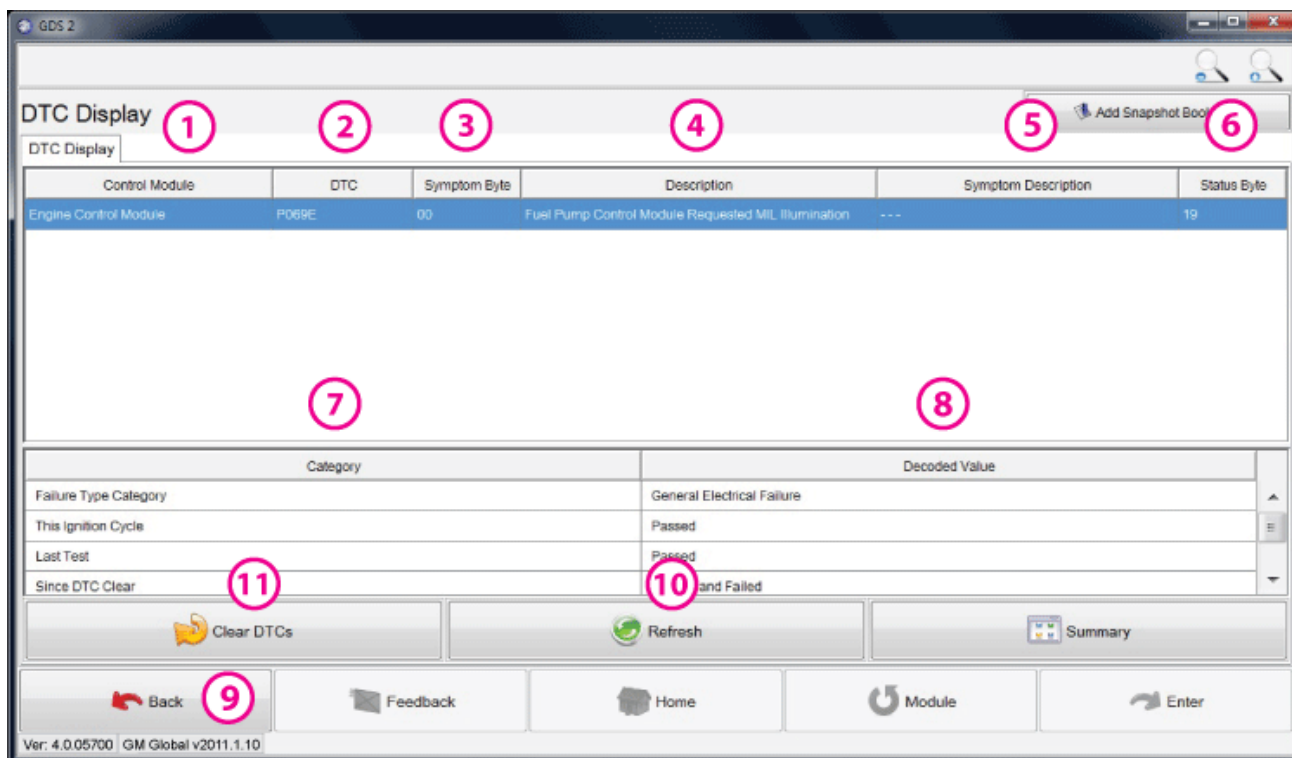 GDS 2
DTC Display
1
2
3
4
5
Add Snapshot
6
DTC Display
Control Module DTC Symptom Byte Description Symptom Description Status Byte
Engine Control Module P069E 00 Fuel Pump Control Module Requested MIL Illumination --- 19
7
8
Category Decoded Value
Failure Type Category General Electrical Failure
This Ignition Cycle Passed
Last Test Passed
Since DTC Clear and Failed
11
10
Clear DTCs Refresh Summary
Back 9 Feedback Home Module Enter
Ver: 4.0.05700 GM Global v2011.1.10